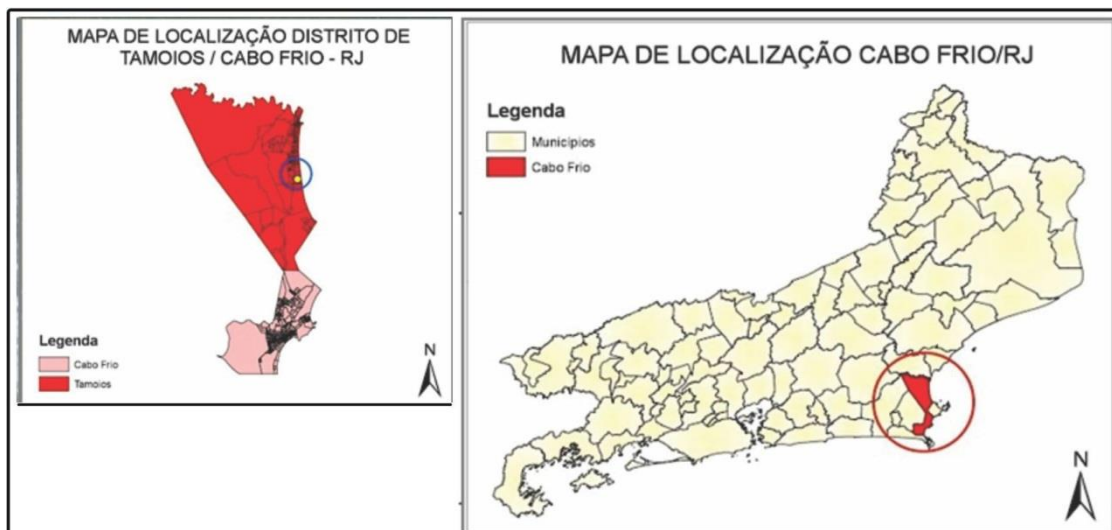 MAPA DE LOCALIZAÇÃO DISTRITO DE
TAMOIOS / CABO FRIO - RJ
Legenda
Cabo Frio
Tamoios
N
MAPA DE LOCALIZAÇÃO CABO FRIO/RJ
Legenda
Municípios
Cabo Frio
N